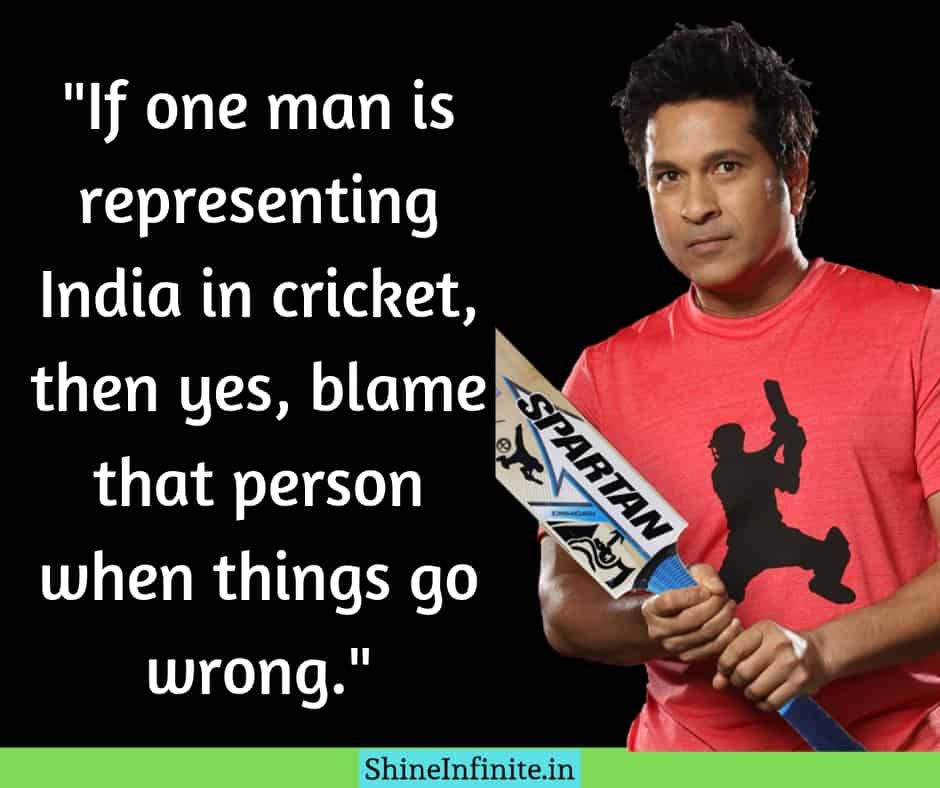 "If one man is
representing
India in cricket,
then yes, blame
that person
when things go
wrong."
SPARTAN
ShineInfinite.in